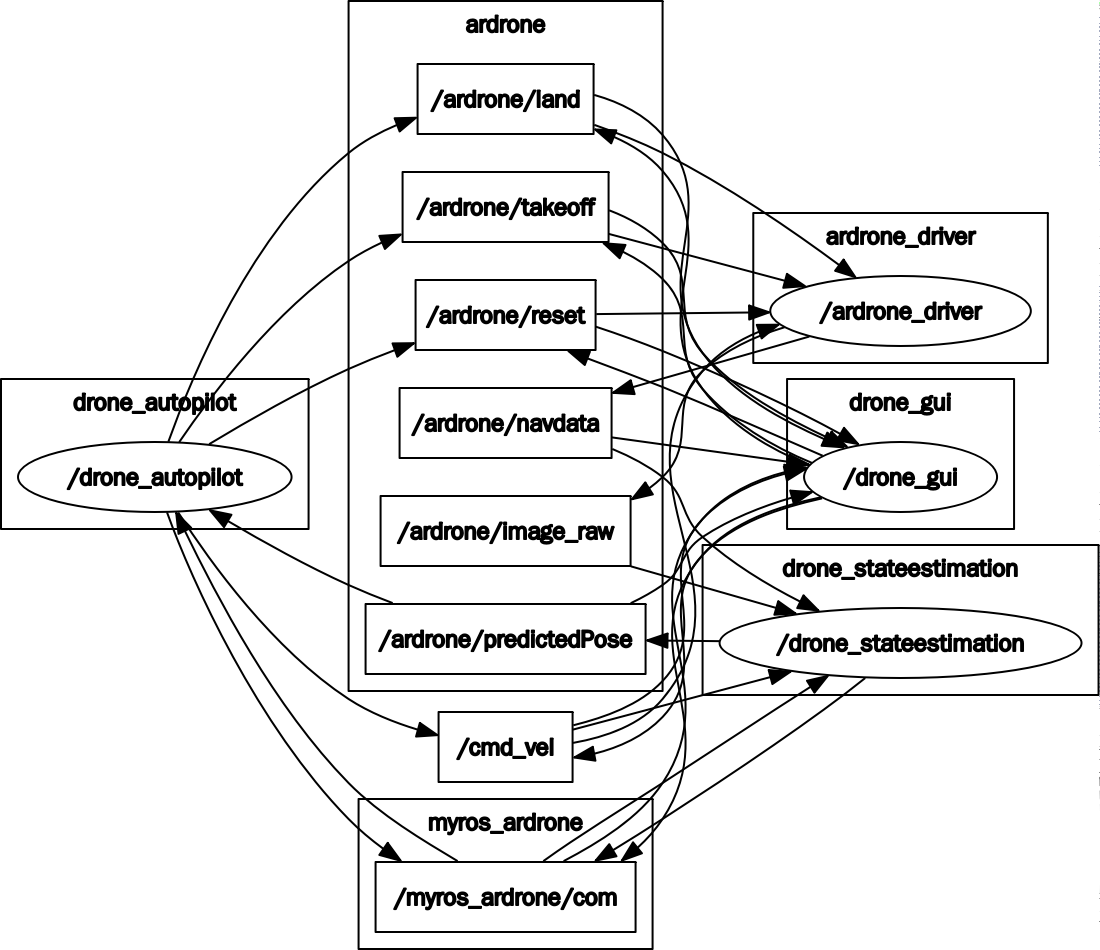 ardrone
/ardrone/land
/ardrone/takeoff
ardrone_driver
/ardrone_driver
/ardrone/reset
drone_autopilot
/drone_autopilot
/ardrone/navdata
drone_gui
/drone_gui
/ardrone/image_raw
drone_stateestimation
/drone_stateestimation
/ardrone/predictedPose
/cmd_vel
myros_ardrone
/myros_ardrone/com